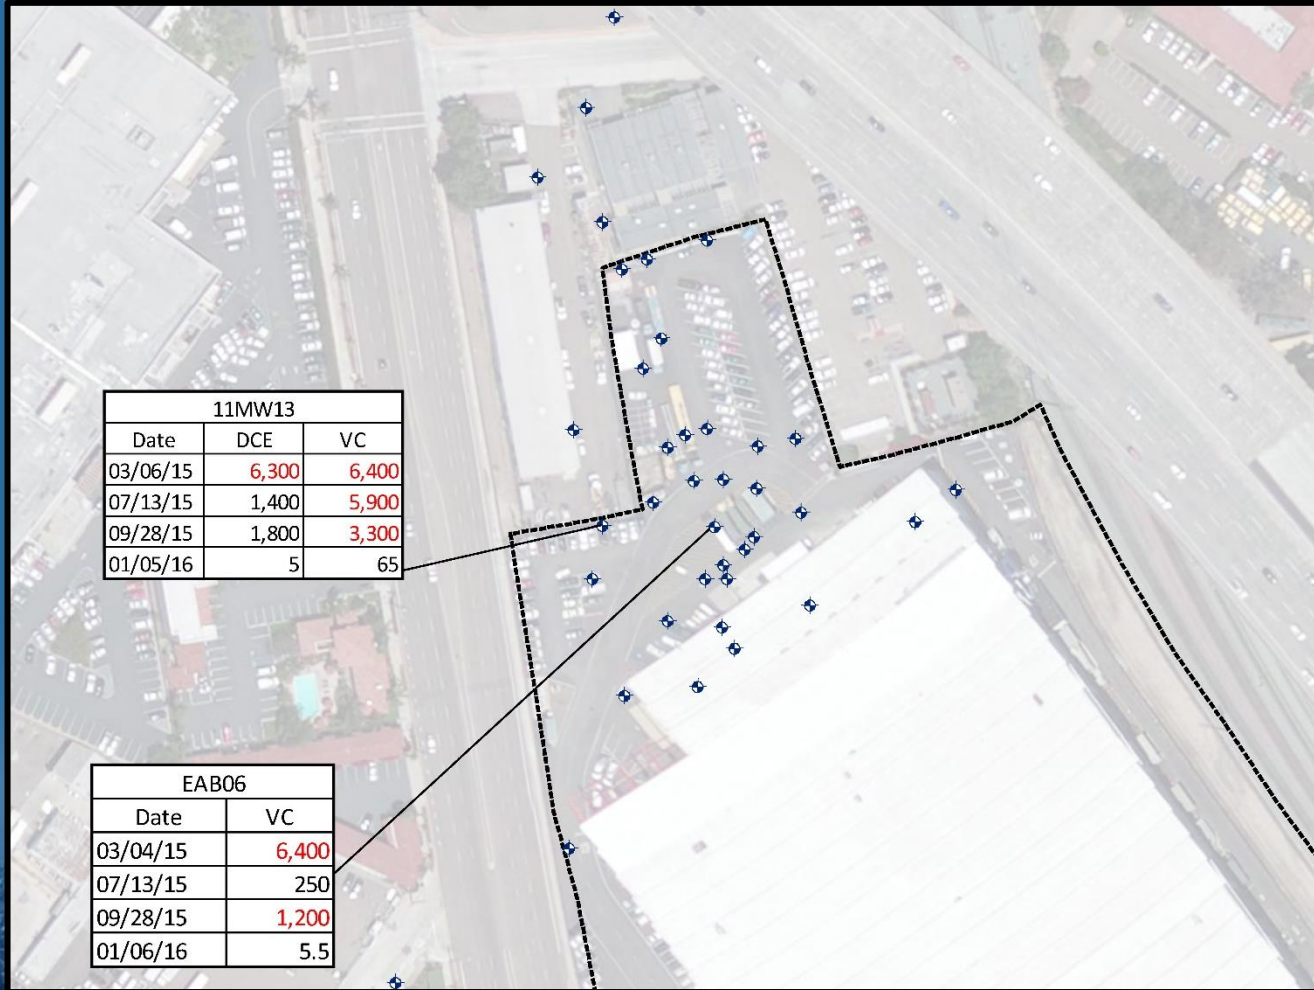 11MW13
Date DCE VC
03/06/15 6,300 6,400
07/13/15 1,400 5,900
09/28/15 1,800 3,300
01/05/16 5 65
EAB06
Date VC
03/04/15 6,400
07/13/15 250
09/28/15 1,200
01/06/16 5.5